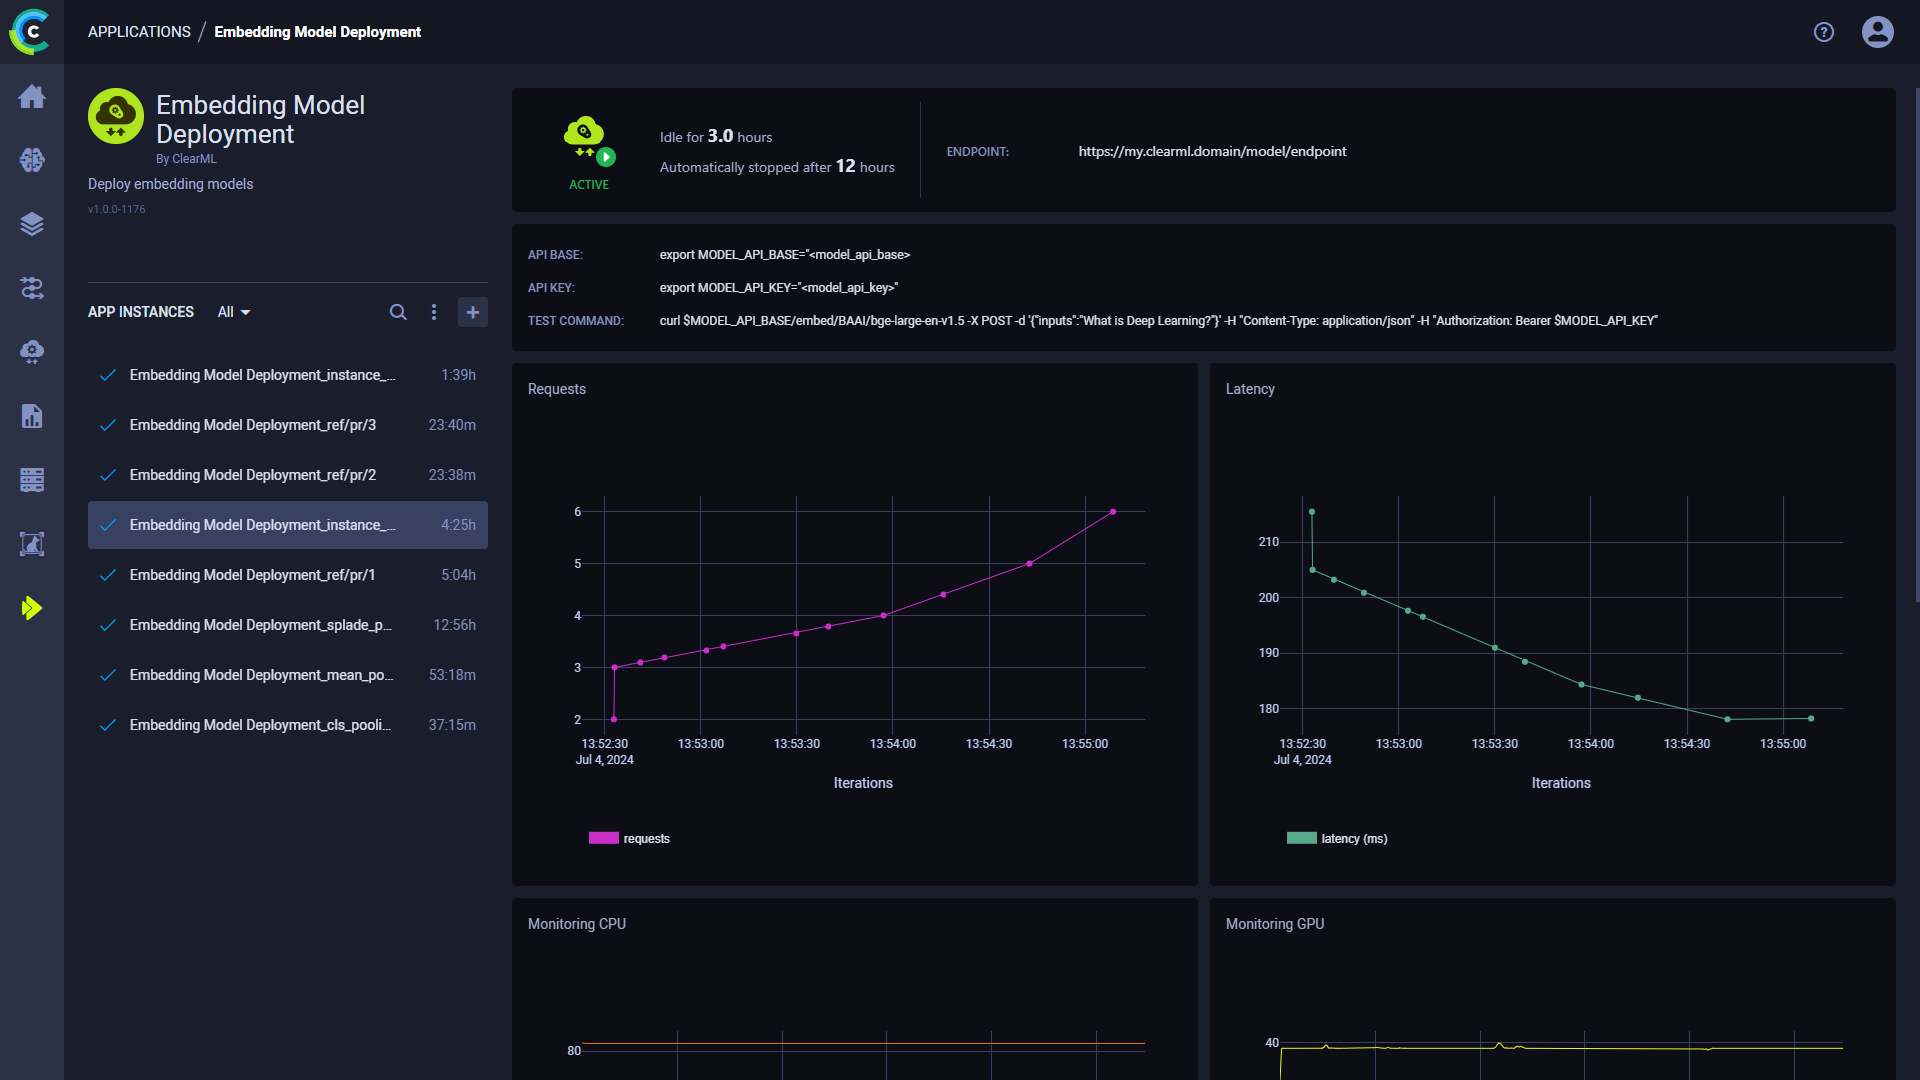 APPLICATIONS / Embedding Model Deployment
Embedding Model
Deployment
By ClearML
Deploy embedding models
v1.0.0-1176
APP INSTANCES All
Embedding Model Deployment_instance_... 1:39h
Embedding Model Deployment_ref/pr/3 23:40m
Embedding Model Deployment_ref/pr/2 23:38m
Embedding Model Deployment_instance_... 4:25h
Embedding Model Deployment_ref/pr/1 5:04h
Embedding Model Deployment_splade_p... 12:56h
Embedding Model Deployment_mean_po... 53:18m
Embedding Model Deployment_cls_pooli... 37:15m
ACTIVE
Idle for 3.0 hours
Automatically stopped after 12 hours
ENDPOINT: https://my.clearml.domain/model/endpoint
API BASE: export MODEL_API_BASE="<model_api_base>
API KEY: export MODEL_API_KEY="<model_api_key>"
TEST COMMAND: curl $MODEL_API_BASE/embed/BAAI/bge-large-en-v1.5 -X POST -d '{"inputs":"What is Deep Learning?"}' -H "Content-Type: application/json" -H "Authorization: Bearer $MODEL_API_KEY"
Requests
6
5
4
3
2
13:52:30 13:53:00 13:53:30 13:54:00 13:54:30 13:55:00
Jul 4, 2024
Iterations
requests
Latency
210
200
190
180
13:52:30 13:53:00 13:53:30 13:54:00 13:54:30 13:55:00
Jul 4, 2024
Iterations
latency (ms)
Monitoring CPU
80
Monitoring GPU
40